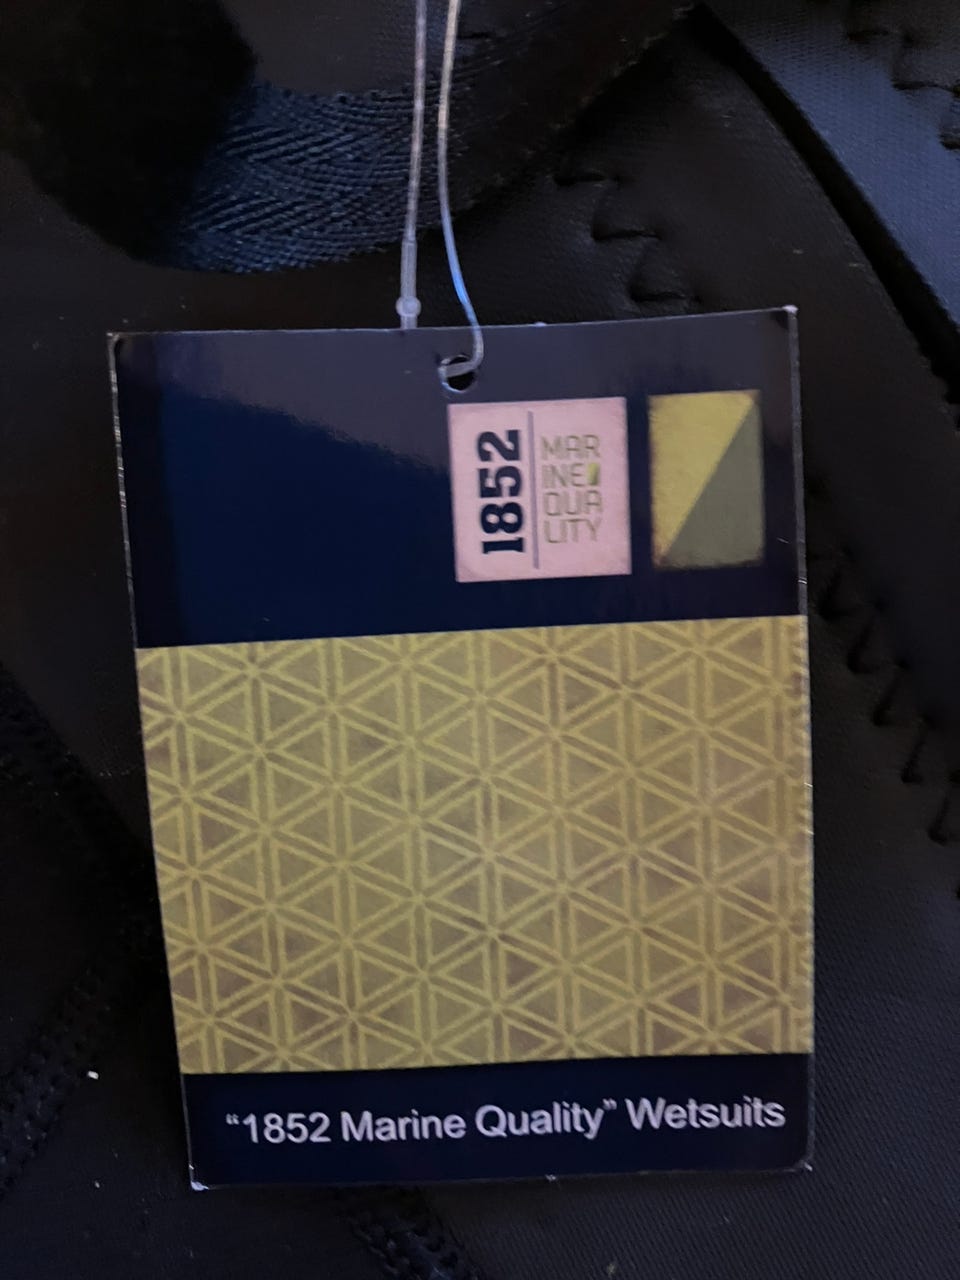 1852
MAR
INE
QUA
LITY
“1852 Marine Quality” Wetsuits